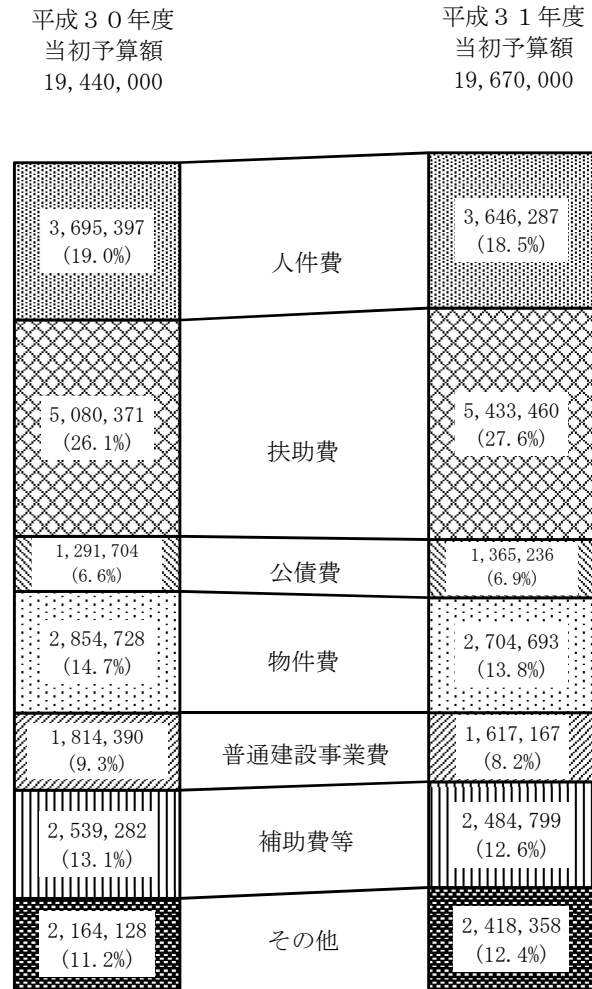 平成３０年度
当初予算額
19,440,000
平成３１年度
当初予算額
19,670,000
3,695,397
(19.0%)
人件費
3,646,287
(18.5%)
5,080,371
(26.1%)
扶助費
5,433,460
(27.6%)
1,291,704
(6.6%)
公債費
1,365,236
(6.9%)
2,854,728
(14.7%)
物件費
2,704,693
(13.8%)
1,814,390
(9.3%)
普通建設事業費
1,617,167
(8.2%)
2,539,282
(13.1%)
補助費等
2,484,799
(12.6%)
2,164,128
(11.2%)
その他
2,418,358
(12.4%)